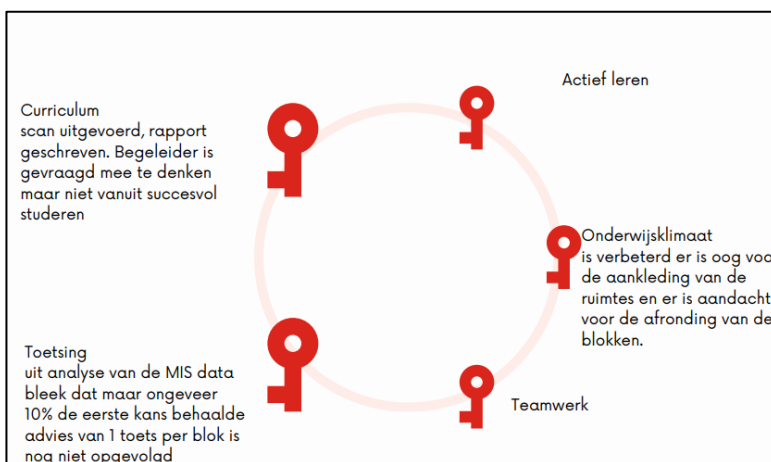 Actief leren
Curriculum
scan uitgevoerd, rapport
geschreven. Begeleider is
gevraagd mee te denken
maar niet vanuit succesvol
studeren
Onderwijsklimaat
is verbeterd er is oog voo
de aankleding van de
ruimtes en er is aandacht
voor de afronding van de
blokken.
Toetsing
uit analyse van de MIS data
bleek dat maar ongeveer
10% de eerste kans behaalde
advies van 1 toets per blok is
nog niet opgevolgd
Teamwerk